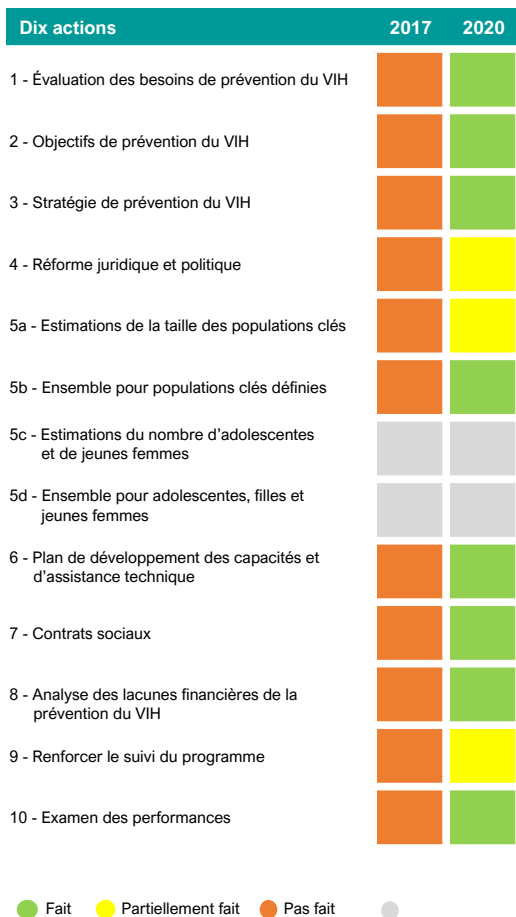 Dix actions 2017 2020
1 - Évaluation des besoins de prévention du VIH
2 - Objectifs de prévention du VIH
3 - Stratégie de prévention du VIH
4 - Réforme juridique et politique
5a - Estimations de la taille des populations clés
5b - Ensemble pour populations clés définies
5c - Estimations du nombre d’adolescentes
et de jeunes femmes
5d - Ensemble pour adolescentes, filles et
jeunes femmes
6 - Plan de développement des capacités et
d’assistance technique
7 - Contrats sociaux
8 - Analyse des lacunes financières de la
prévention du VIH
9 - Renforcer le suivi du programme
10 - Examen des performances
Fait Partiellement fait Pas fait